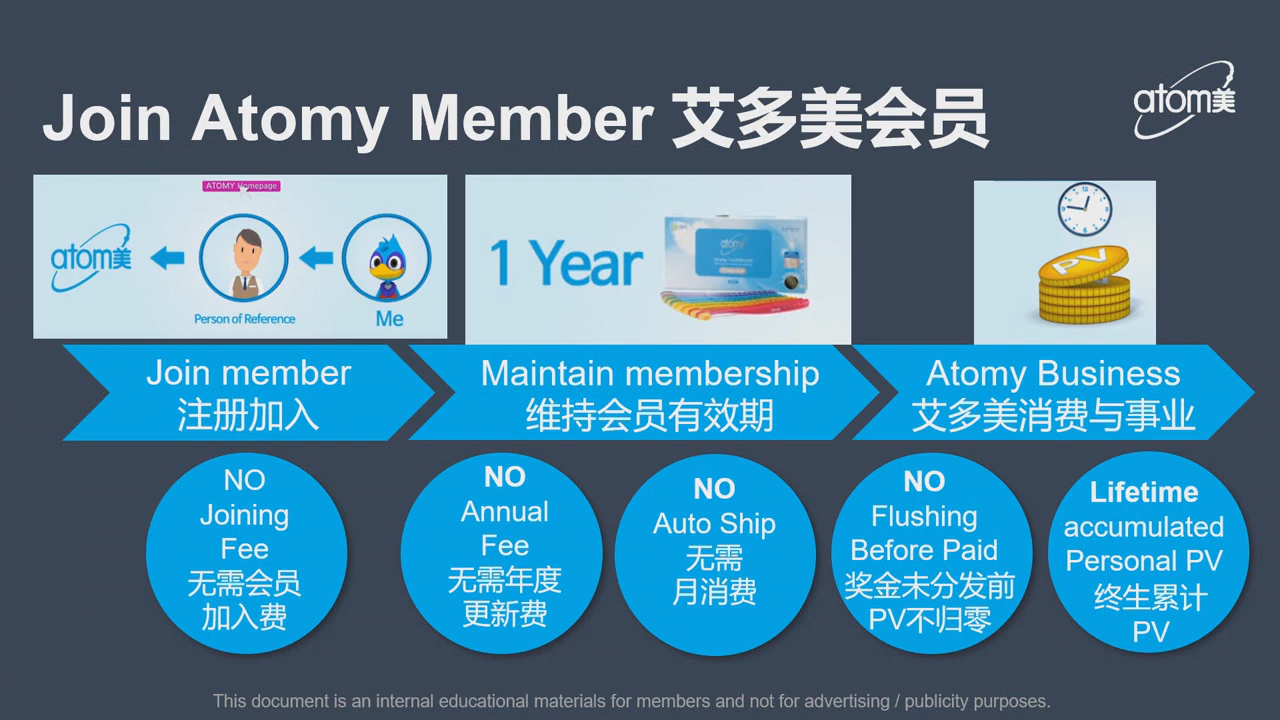 Join Atomy Member 艾多美会员
atom美
ATOMY Homepage
atom美
Person of Reference
Me
1 Year
atom美
PV
Join member
注册加入
Maintain membership
维持会员有效期
Atomy Business
艾多美消费与事业
NO
Joining
Fee
无需会员
加入费
NO
Annual
Fee
无需年度
更新费
NO
Auto Ship
无需
月消费
NO
Flushing
Before Paid
奖金未分发前
PV不归零
Lifetime
accumulated
Personal PV
终生累计
PV
This document is an internal educational materials for members and not for advertising / publicity purposes.